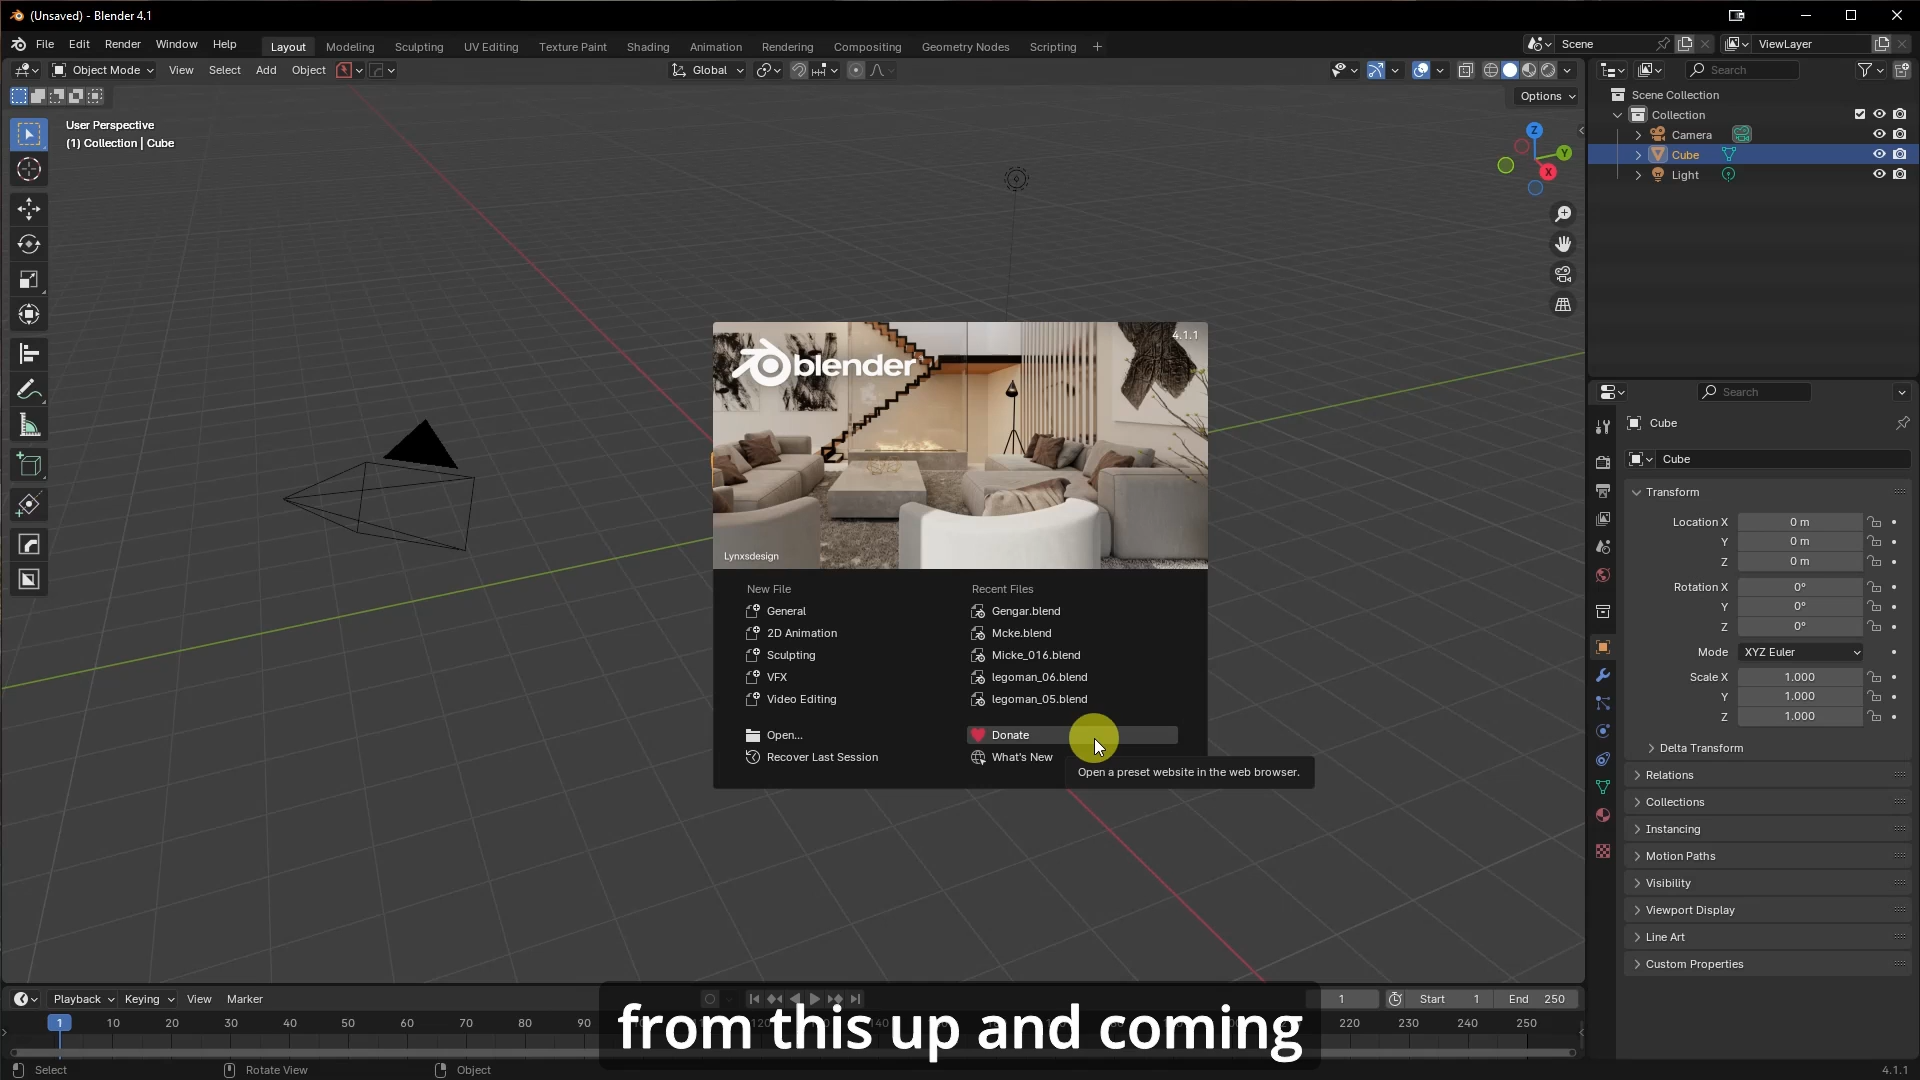 (Unsaved) - Blender 4.1
File Edit Render Window Help Layout Modeling Sculpting UV Editing Texture Paint Shading Animation Rendering Compositing Geometry Nodes Scripting + Scene ViewLayer
Object Mode View Select Add Object Global Search
Options
User Perspective
(1) Collection | Cube
Z
Y
X
Scene Collection
Collection
Camera
Cube
Light
Search
Cube
Cube
Transform
Location X 0 m
Y 0 m
Z 0 m
Rotation X 0°
Y 0°
Z 0°
Mode XYZ Euler
Scale X 1.000
Y 1.000
Z 1.000
Delta Transform
Relations
Collections
Instancing
Motion Paths
Visibility
Viewport Display
Line Art
Custom Properties
4.1.1
blender
Lynxsdesign
New File
General
2D Animation
Sculpting
VFX
Video Editing
Open...
Recover Last Session
Recent Files
Gengar.blend
Mcke.blend
Micke_016.blend
legoman_06.blend
legoman_05.blend
Donate
What's New
Open a preset website in the web browser.
Playback Keying View Marker 1 Start 1 End 250
1 10 20 30 40 50 60 70 80 90 120 140 220 230 240 250
from this up and coming
Select Rotate View Object 4.1.1